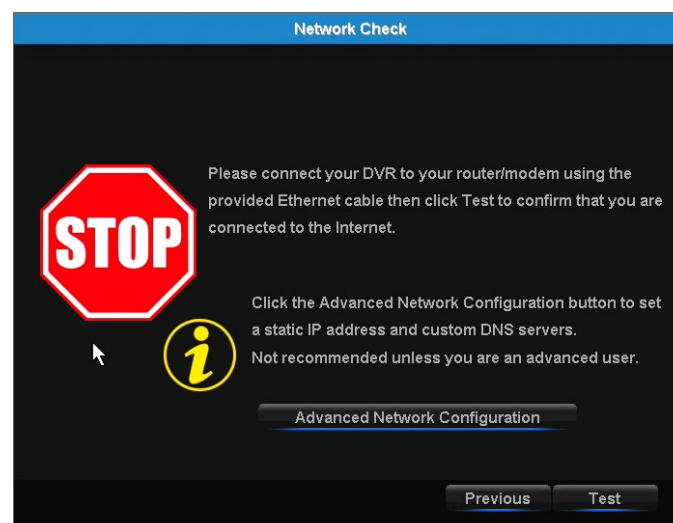 Network Check
Please connect your DVR to your router/modem using the
provided Ethernet cable then click Test to confirm that you are
connected to the Internet.
STOP
Click the Advanced Network Configuration button to set
a static IP address and custom DNS servers.
Not recommended unless you are an advanced user.
Advanced Network Configuration
Previous
Test